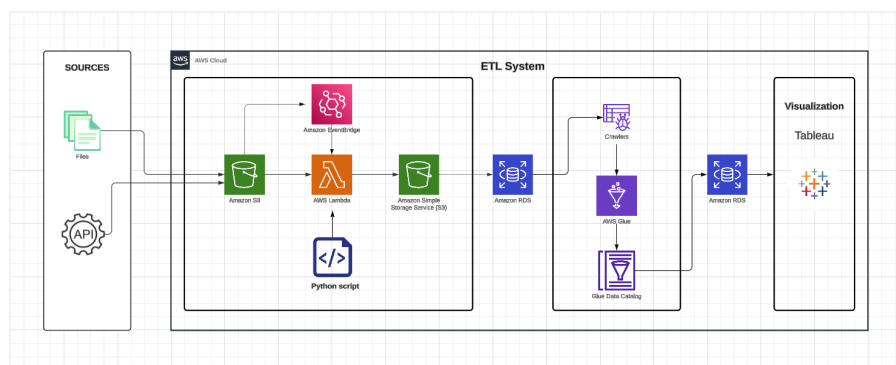 SOURCES
aws
AWS Cloud
ETL System
Files
API
Amazon EventBridge
Amazon S3
AWS Lambda
Amazon Simple
Storage Service (S3)
Python script
Amazon RDS
Crawlers
AWS Glue
Glue Data Catalog
Amazon RDS
Visualization
Tableau